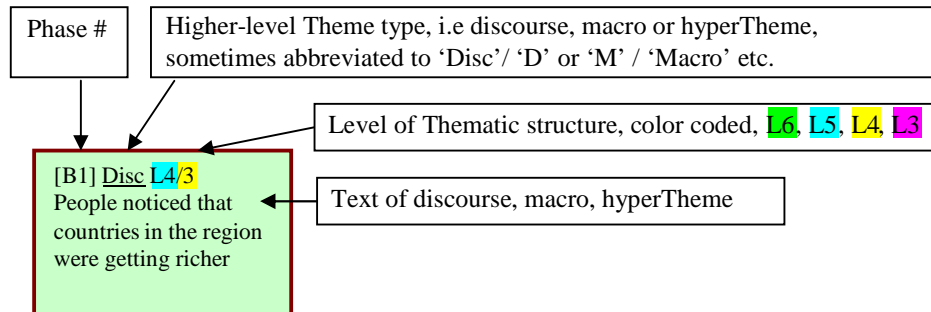 Phase #
Higher-level Theme type, i.e discourse, macro or hyperTheme,
sometimes abbreviated to ‘Disc’/ ‘D’ or ‘M’ / ‘Macro’ etc.
Level of Thematic structure, color coded, L6, L5, L4, L3
[B1] Disc L4/3
People noticed that
countries in the region
were getting richer
Text of discourse, macro, hyperTheme